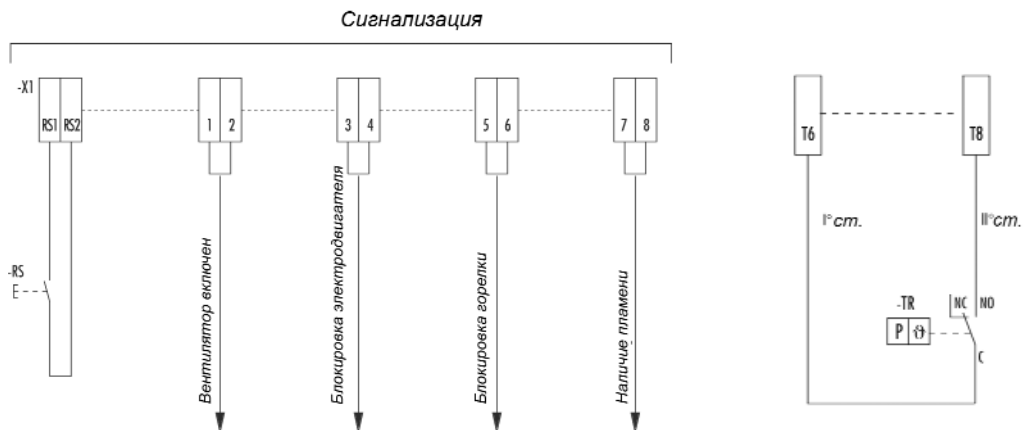 Сигнализация
-X1
RS1 RS2
1 2
3 4
5 6
7 8
T6
T8
-RS
E
Вентилятор включен
Блокировка электродвигателя
Блокировка горелки
Наличие пламени
I°ст.
II°ст.
-TR
NC NO
P ϑ
C